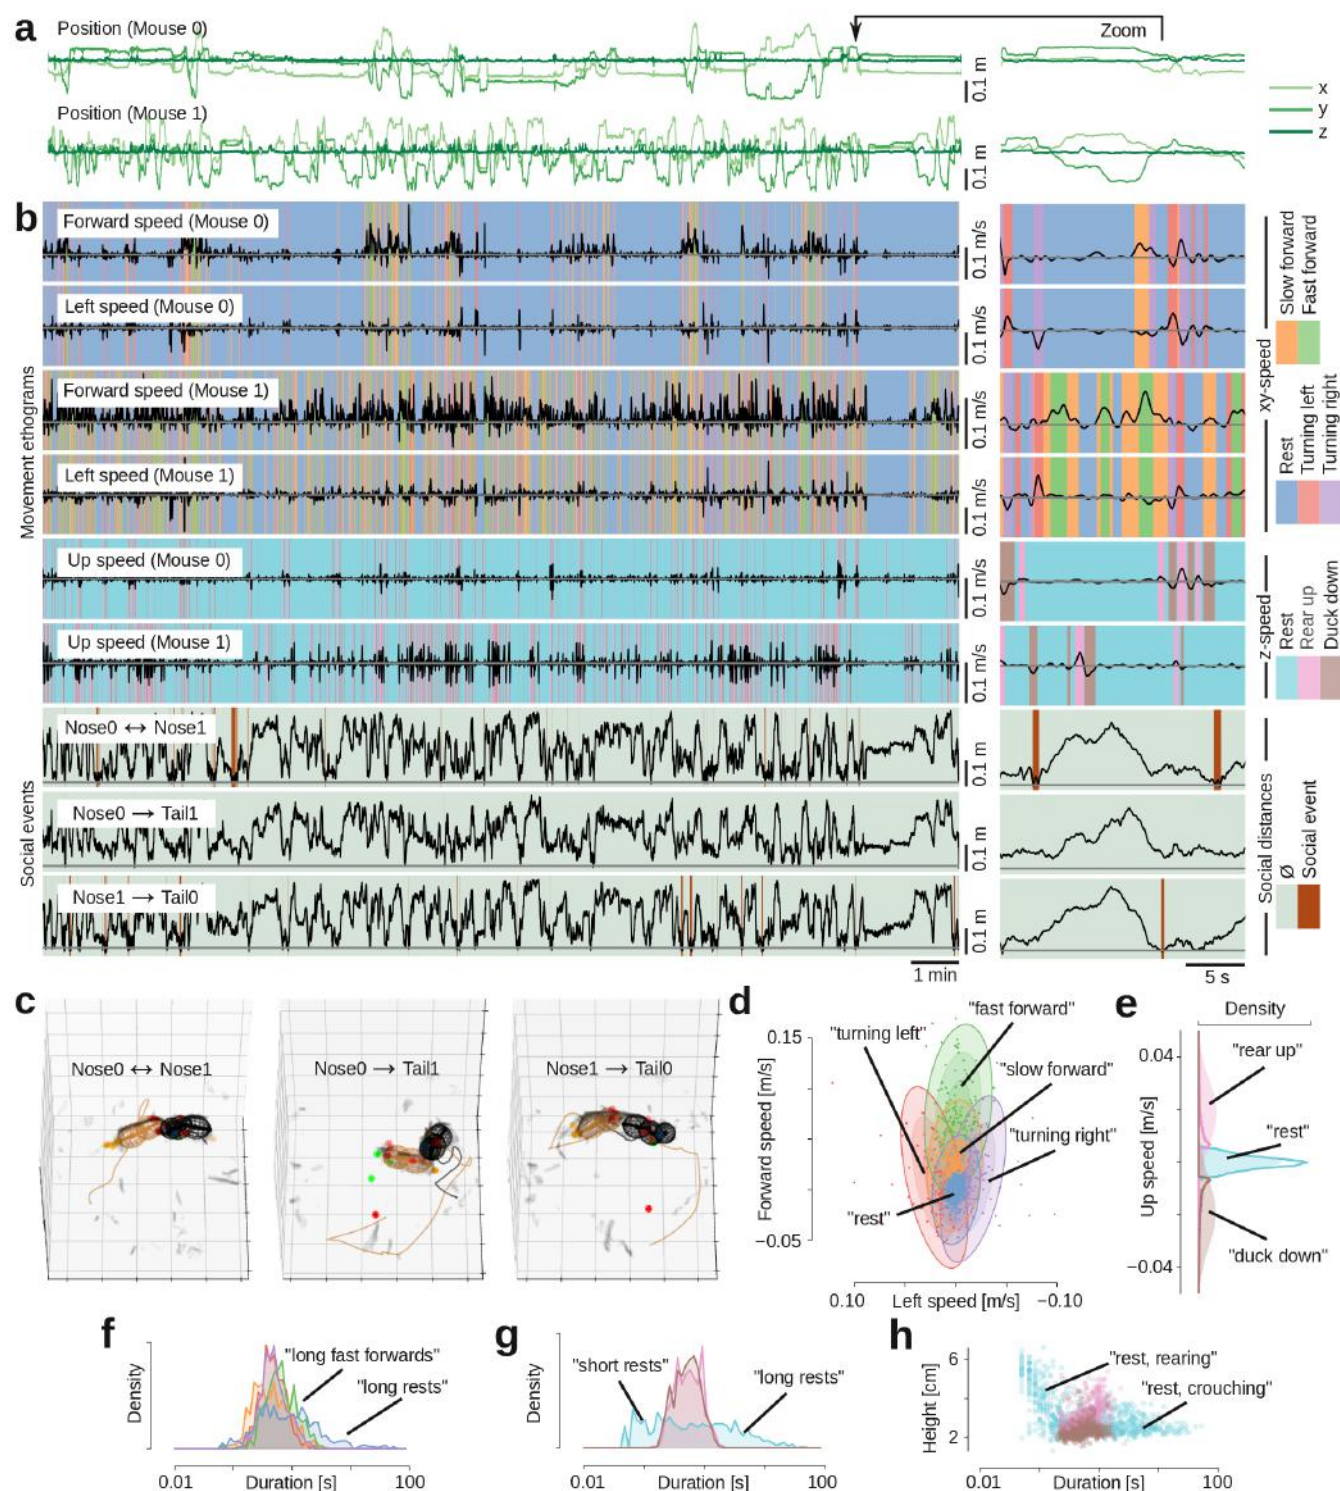 a
Position (Mouse 0)
Zoom
0.1 m
x
y
z
Position (Mouse 1)
0.1 m
b
Movement ethograms
Forward speed (Mouse 0)
0.1 m/s
Left speed (Mouse 0)
0.1 m/s
Forward speed (Mouse 1)
0.1 m/s
Left speed (Mouse 1)
0.1 m/s
Up speed (Mouse 0)
0.1 m/s
Up speed (Mouse 1)
0.1 m/s
xy-speed
Slow forward
Fast forward
Rest
Turning left
Turning right
z-speed
Rest
Rear up
Duck down
Social events
Nose0 ↔ Nose1
0.1 m
Nose0 → Tail1
0.1 m
Nose1 → Tail0
0.1 m
Social distances
Ø
Social event
1 min
5 s
c
Nose0 ↔ Nose1
Nose0 → Tail1
Nose1 → Tail0
d
"fast forward"
"turning left"
"slow forward"
"turning right"
"rest"
0.15
Forward speed [m/s]
−0.05
0.10
Left speed [m/s]
−0.10
e
Density
0.04
"rear up"
"rest"
Up speed [m/s]
"duck down"
−0.04
f
Density
"long fast forwards"
"long rests"
0.01
Duration [s]
100
g
Density
"short rests"
"long rests"
0.01
Duration [s]
100
h
6
Height [cm]
4
2
"rest, rearing"
"rest, crouching"
0.01
Duration [s]
100